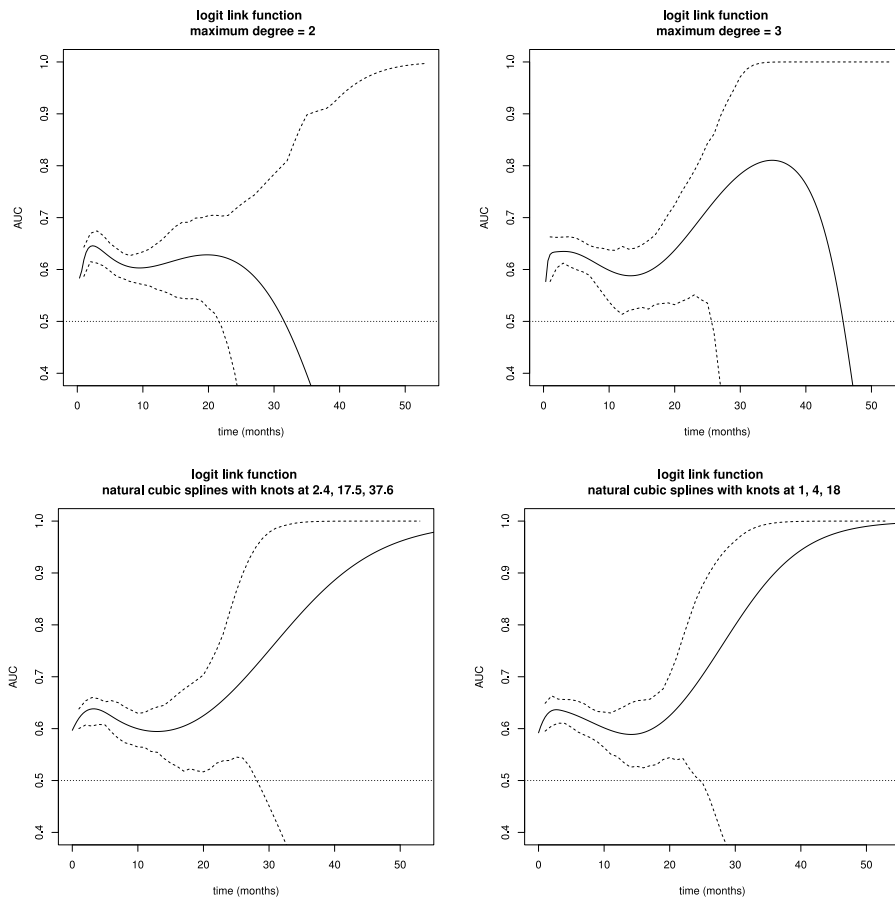 logit link function
maximum degree = 2
AUC
1.0
0.9
0.8
0.7
0.6
0.5
0.4
0 10 20 30 40 50
time (months)
logit link function
maximum degree = 3
AUC
1.0
0.9
0.8
0.7
0.6
0.5
0.4
0 10 20 30 40 50
time (months)
logit link function
natural cubic splines with knots at 2.4, 17.5, 37.6
AUC
1.0
0.9
0.8
0.7
0.6
0.5
0.4
0 10 20 30 40 50
time (months)
logit link function
natural cubic splines with knots at 1, 4, 18
AUC
1.0
0.9
0.8
0.7
0.6
0.5
0.4
0 10 20 30 40 50
time (months)